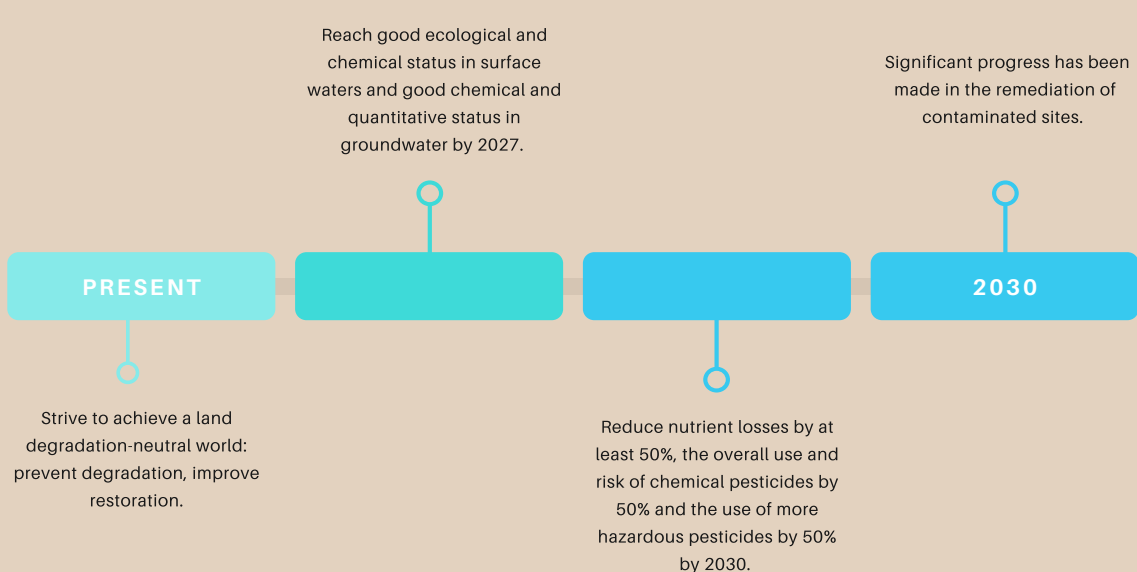 Reach good ecological and
chemical status in surface
waters and good chemical and
quantitative status in
groundwater by 2027.
Significant progress has been
made in the remediation of
contaminated sites.
PRESENT
2030
Strive to achieve a land
degradation-neutral world:
prevent degradation, improve
restoration.
Reduce nutrient losses by at
least 50%, the overall use and
risk of chemical pesticides by
50% and the use of more
hazardous pesticides by 50%
by 2030.